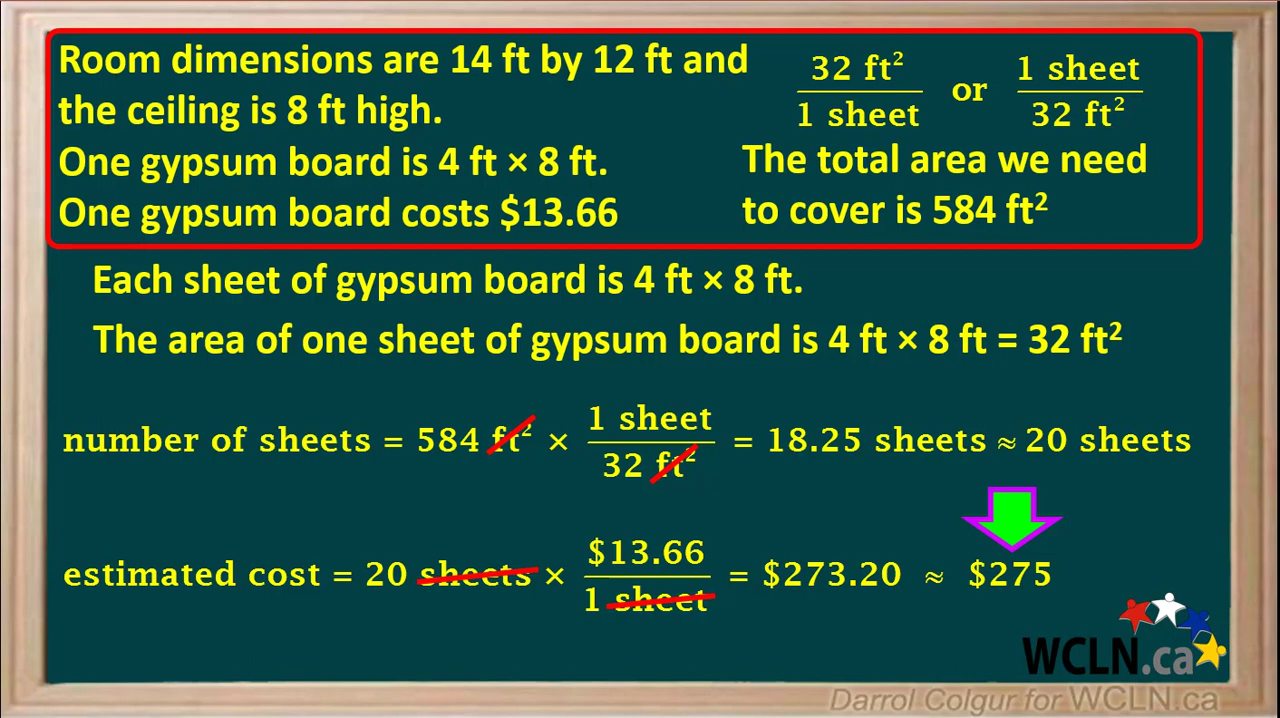 Room dimensions are 14 ft by 12 ft and
the ceiling is 8 ft high.
One gypsum board is 4 ft × 8 ft.
One gypsum board costs $13.66
32 ft² / 1 sheet or 1 sheet / 32 ft²
The total area we need
to cover is 584 ft²
Each sheet of gypsum board is 4 ft × 8 ft.
The area of one sheet of gypsum board is 4 ft × 8 ft = 32 ft²
number of sheets = 584 ft² × 1 sheet / 32 ft² = 18.25 sheets ≈ 20 sheets
estimated cost = 20 sheets × $13.66 / 1 sheet = $273.20 ≈ $275
WCLN.ca
Darrol Colgur for WCLN.ca